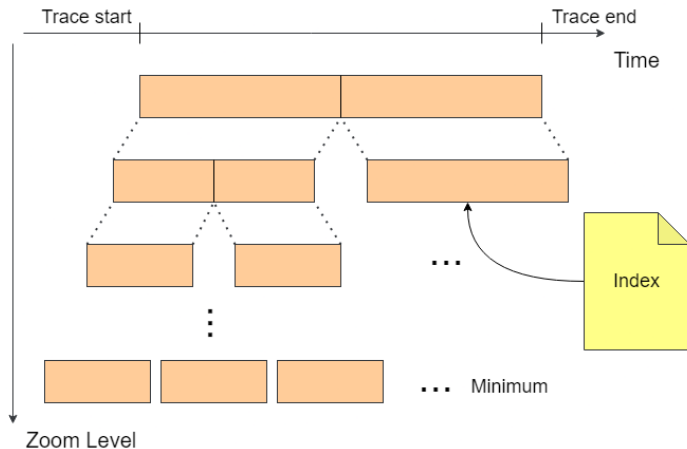 Trace start
Trace end
Time
Index
Minimum
Zoom Level